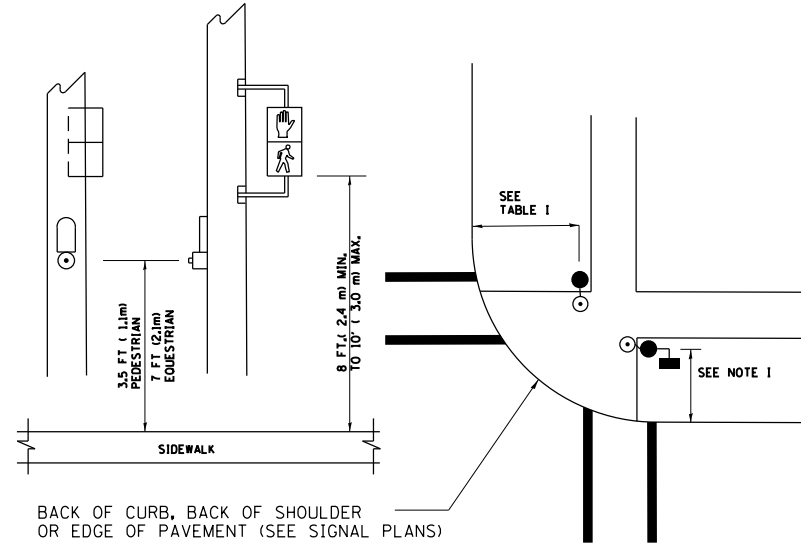 SEE
TABLE I
3.5 FT ( 1.1m)
PEDESTRIAN
7 FT (2.1m)
EQUESTRIAN
8 FT.( 2.4 m) MIN.
TO 10' ( 3.0 m) MAX.
SEE NOTE I
SIDEWALK
BACK OF CURB, BACK OF SHOULDER
OR EDGE OF PAVEMENT (SEE SIGNAL PLANS)